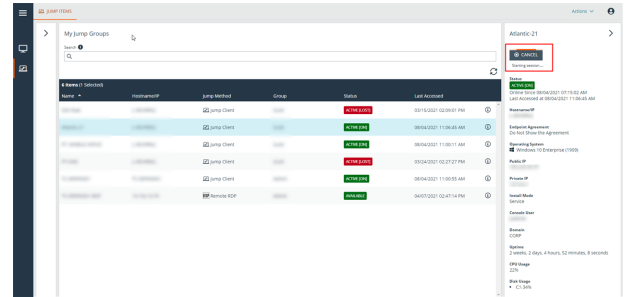 JUMP ITEMS
Actions
My Jump Groups
Search
6 Items (1 Selected)
Name Hostname/IP Jump Method Group Status Last Accessed
Jump Client ACTIVE [LOST] 03/15/2021 02:09:01 PM
Jump Client ACTIVE [ON] 08/04/2021 11:06:45 AM
Jump Client ACTIVE [ON] 08/04/2021 11:00:11 AM
Jump Client ACTIVE [LOST] 03/24/2021 02:27:27 PM
Jump Client ACTIVE [ON] 08/04/2021 11:00:55 AM
Remote RDP AVAILABLE 04/07/2021 02:47:14 PM
Atlantic-21
CANCEL
Starting session...
Status
ACTIVE [ON]
Online Since 08/04/2021 07:19:02 AM
Last Accessed at 08/04/2021 11:06:45 AM
Hostname/IP
Endpoint Agreement
Do Not Show the Agreement
Operating System
Windows 10 Enterprise (1909)
Public IP
Private IP
Install Mode
Service
Console User
Domain
CORP
Uptime
2 weeks, 2 days, 4 hours, 52 minutes, 8 seconds
CPU Usage
22%
Disk Usage
• C:\ 34%